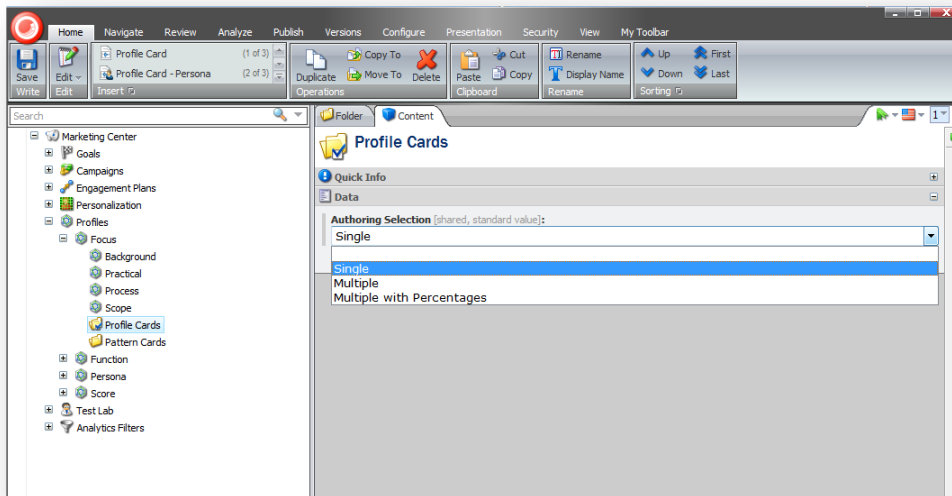 Home Navigate Review Analyze Publish Versions Configure Presentation Security View My Toolbar
Save
Write
Edit
Edit
Profile Card (1 of 3)
Profile Card - Persona (2 of 3)
Insert
Duplicate
Copy To
Move To
Delete
Operations
Paste
Cut
Copy
Clipboard
Rename
Display Name
Rename
Up
Down
First
Last
Sorting
Search
Marketing Center
Goals
Campaigns
Engagement Plans
Personalization
Profiles
Focus
Background
Practical
Process
Scope
Profile Cards
Pattern Cards
Function
Persona
Score
Test Lab
Analytics Filters
Folder Content
1
Profile Cards
Quick Info
Data
Authoring Selection [shared, standard value]:
Single
Single
Multiple
Multiple with Percentages